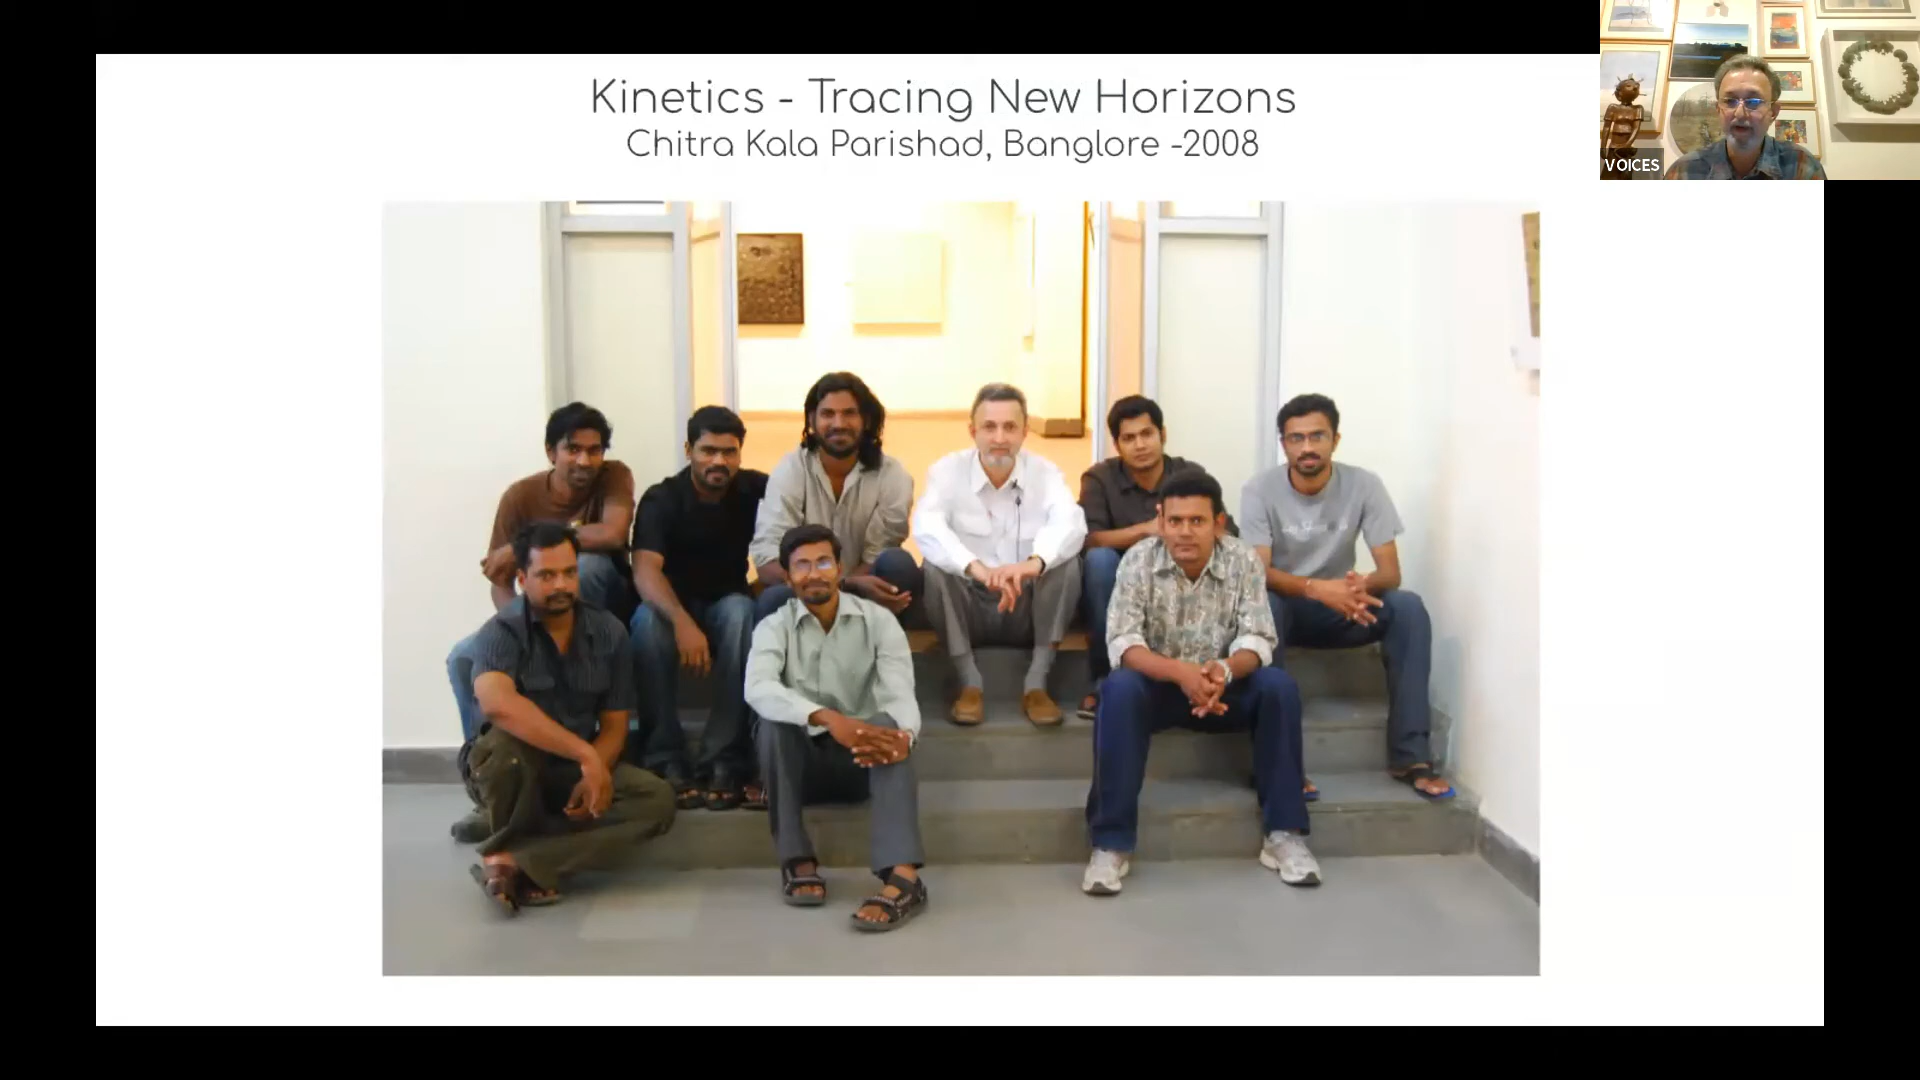 Kinetics - Tracing New Horizons
Chitra Kala Parishad, Banglore -2008
VOICES